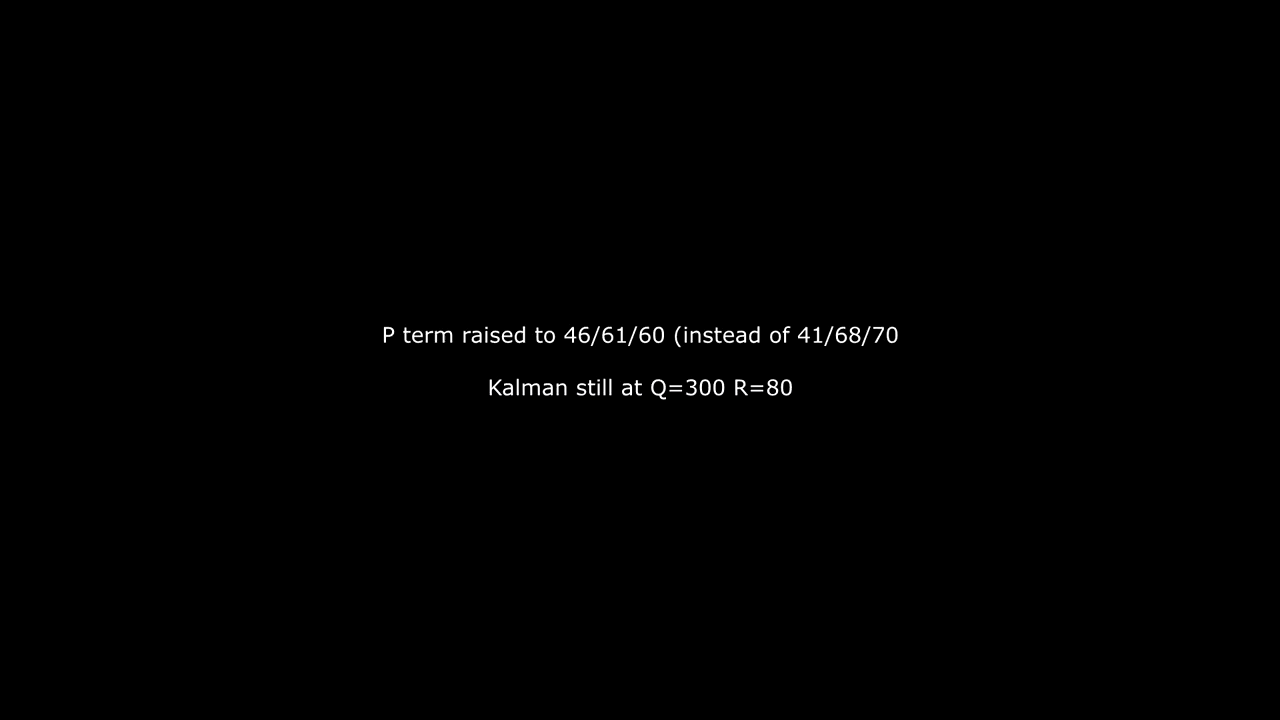 P term raised to 46/61/60 (instead of 41/68/70
Kalman still at Q=300 R=80